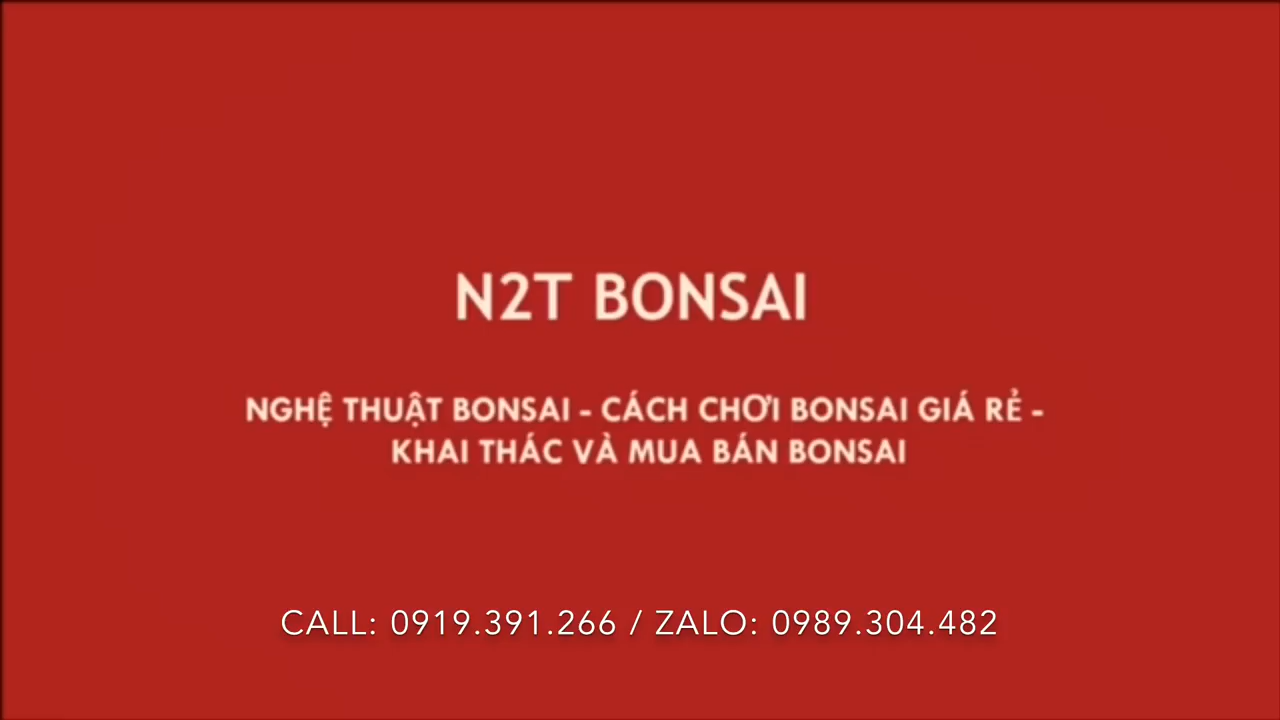 N2T BONSAI
NGHỆ THUẬT BONSAI - CÁCH CHƠI BONSAI GIÁ RẺ -
KHAI THÁC VÀ MUA BÁN BONSAI
CALL: 0919.391.266 / ZALO: 0989.304.482